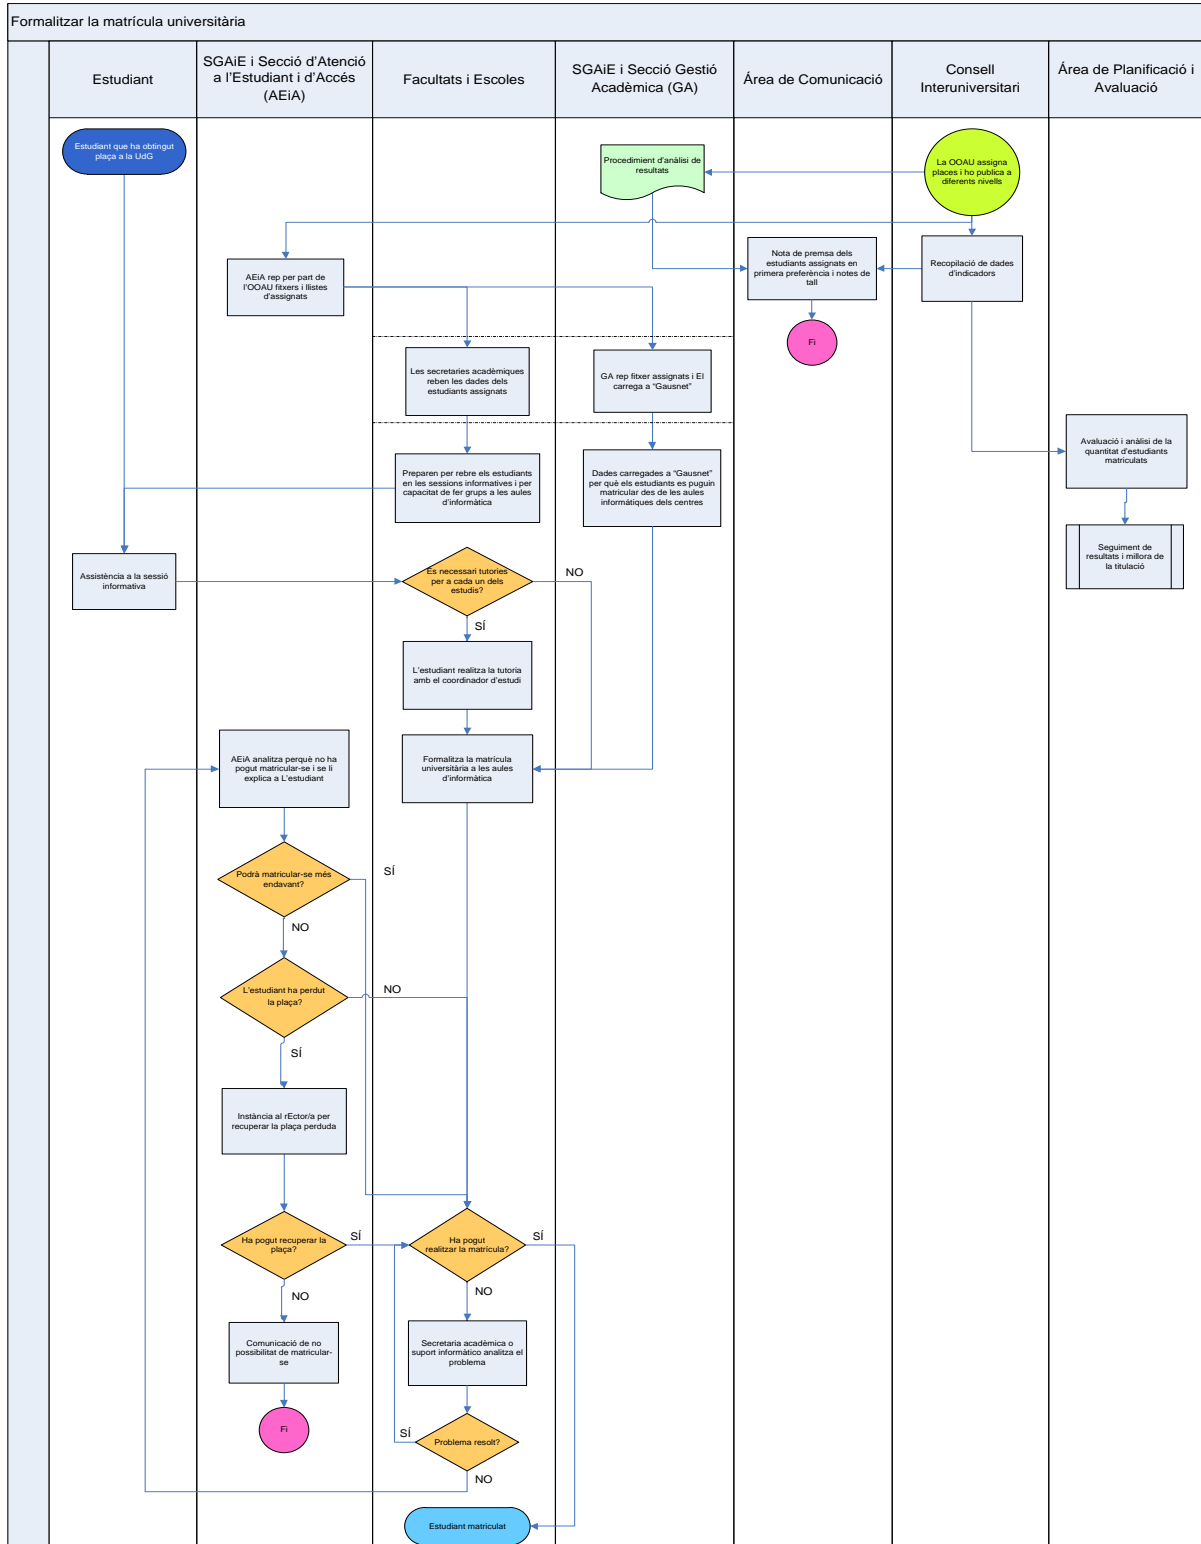 Formalitzar la matrícula universitària
Estudiant
SGAiE i Secció d'Atenció
a l'Estudiant i d'Accés
(AEiA)
Facultats i Escoles
SGAiE i Secció Gestió
Acadèmica (GA)
Área de Comunicació
Consell
Interuniversitari
Área de Planificació i
Avaluació
Estudiant que ha obtingut
plaça a la UdG
Procediment d'anàlisi de
resultats
La OOAU assigna
places i ho publica a
diferents nivells
AEiA rep per part de
l'OOAU fitxers i llistes
d'assignats
Nota de premsa dels
estudiants assignats en
primera preferència i notes de
tall
Recopilació de dades
d'indicadors
Fi
Les secretaries acadèmiques
reben les dades dels
estudiants assignats
GA rep fitxer assignats i El
carrega a "Gausnet"
Avaluació i anàlisi de la
quantitat d'estudiants
matriculats
Preparen per rebre els estudiants
en les sessions informatives i per
capacitat de fer grups a les aules
d'informàtica
Dades carregades a "Gausnet"
per què els estudiants es puguin
matricular des de les aules
informátiques dels centres
Seguiment de
resultats i millora de
la titulació
Assistència a la sessió
informativa
És necessari tutories
per a cada un dels
estudis?
NO
SÍ
L'estudiant realitza la tutoria
amb el coordinador d'estudi
AEiA analitza perquè no ha
pogut matricular-se i se li
explica a L'estudiant
Formalitza la matrícula
universitària a les aules
d'informàtica
Podrà matricular-se més
endavant?
SÍ
NO
L'estudiant ha perdut
la plaça?
NO
SÍ
Instància al rEctor/a per
recuperar la plaça perduda
Ha pogut recuperar la
plaça?
SÍ
Ha pogut
realitzar la matrícula?
SÍ
NO
NO
Comunicació de no
possibilitat de matricular-
se
Secretaria acadèmica o
suport informàtico analitza el
problema
Fi
SÍ
Problema resolt?
NO
Estudiant matriculat